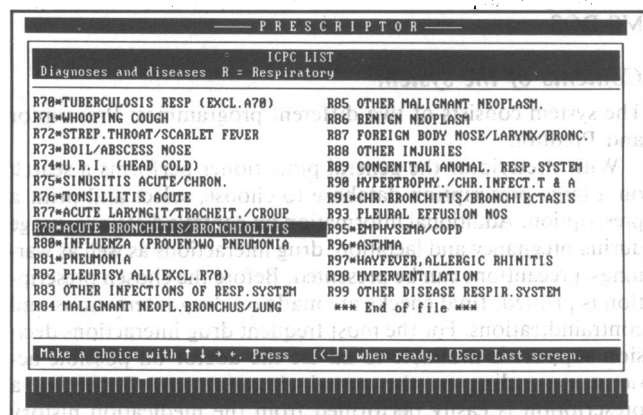 PRESCRIPTOR
ICPC LIST
Diagnoses and diseases R = Respiratory
R70*TUBERCULOSIS RESP (EXCL.A70)
R71*WHOOPING COUGH
R72*STREP.THROAT/SCARLET FEVER
R73*BOIL/ABSCESS NOSE
R74*U.R.I. (HEAD COLD)
R75*SINUSITIS ACUTE/CHRON.
R76*TONSILLITIS ACUTE
R77*ACUTE LARYNGIT/TRACHEIT./CROUP
R78*ACUTE BRONCHITIS/BRONCHIOLITIS
R80*INFLUENZA (PROVEN)WO PNEUMONIA
R81*PNEUMONIA
R82 PLEURISY ALL(EXCL.R70)
R83 OTHER INFECTIONS OF RESP.SYSTEM
R84 MALIGNANT NEOPL.BRONCHUS/LUNG
R85 OTHER MALIGNANT NEOPLASM.
R86 BENIGN NEOPLASM
R87 FOREIGN BODY NOSE/LARYNX/BRONC.
R88 OTHER INJURIES
R89 CONGENITAL ANOMAL. RESP.SYSTEM
R90 HYPERTROPHY./CHR.INFECT.T & A
R91*CHR.BRONCHITIS/BRONCHIECTASIS
R93 PLEURAL EFFUSION NOS
R95*EMPHYSEMA/COPD
R96*ASTHMA
R97*HAYFEVER,ALLERGIC RHINITIS
R98 HYPERVENTILATION
R99 OTHER DISEASE RESPIR.SYSTEM
*** End of file ***
Make a choice with ↑ ↓ → ←. Press [<─┘] when ready. [Esc] Last screen.